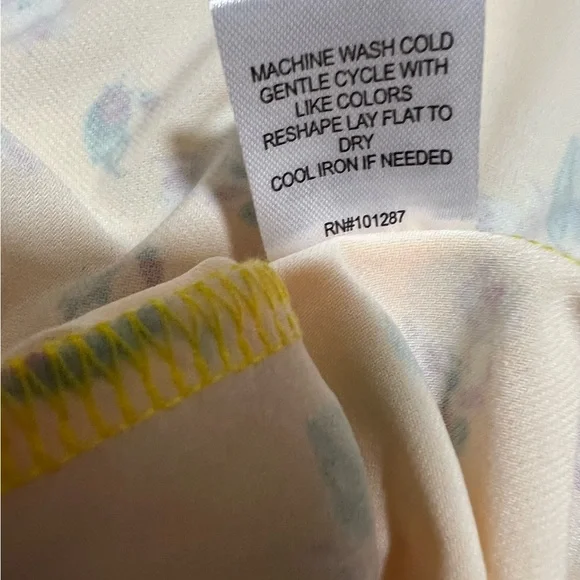 MACHINE WASH COLD
GENTLE CYCLE WITH
LIKE COLORS
RESHAPE LAY FLAT TO
DRY
COOL IRON IF NEEDED
RN#101287